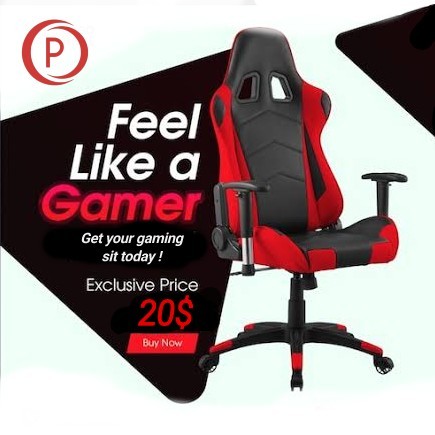 P
Feel
Like a
Gamer
Get your gaming
sit today !
Exclusive Price
20$
Buy Now